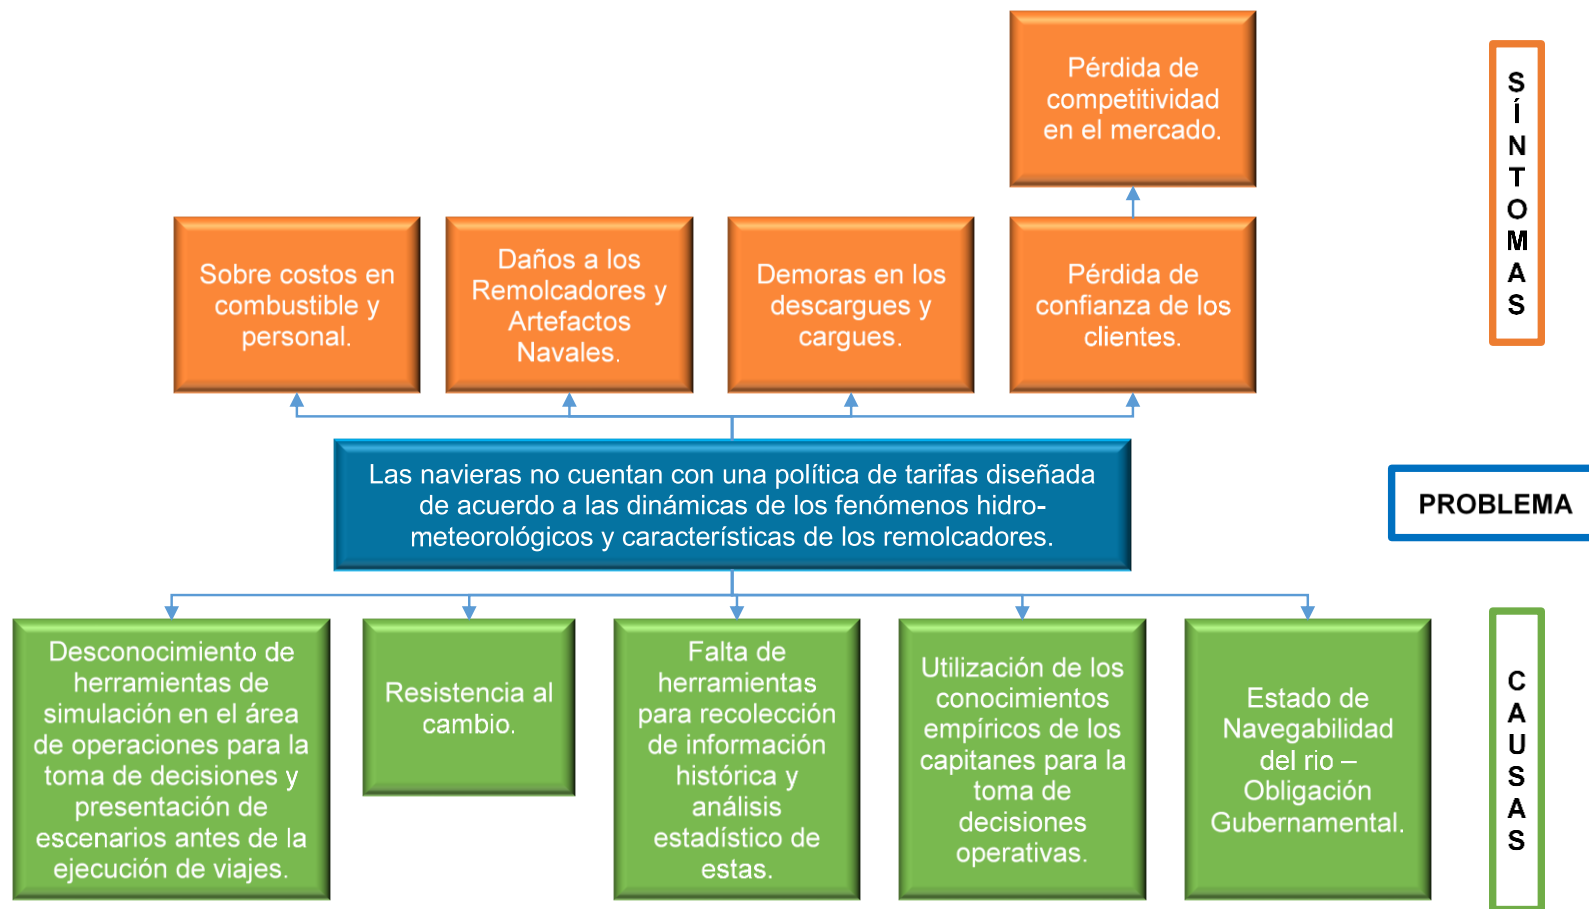 Pérdida de
competitividad
en el mercado.
SÍNTOMAS
Sobre costos en
combustible y
personal.
Daños a los
Remolcadores y
Artefactos
Navales.
Demoras en los
descargues y
cargues.
Pérdida de
confianza de los
clientes.
Las navieras no cuentan con una política de tarifas diseñada
de acuerdo a las dinámicas de los fenómenos hidro-
meteorológicos y características de los remolcadores.
PROBLEMA
Desconocimiento de
herramientas de
simulación en el área
de operaciones para la
toma de decisiones y
presentación de
escenarios antes de la
ejecución de viajes.
Resistencia al
cambio.
Falta de
herramientas
para recolección
de información
histórica y
análisis
estadístico de
estas.
Utilización de los
conocimientos
empíricos de los
capitanes para la
toma de
decisiones
operativas.
Estado de
Navegabilidad
del rio –
Obligación
Gubernamental.
CAUSAS